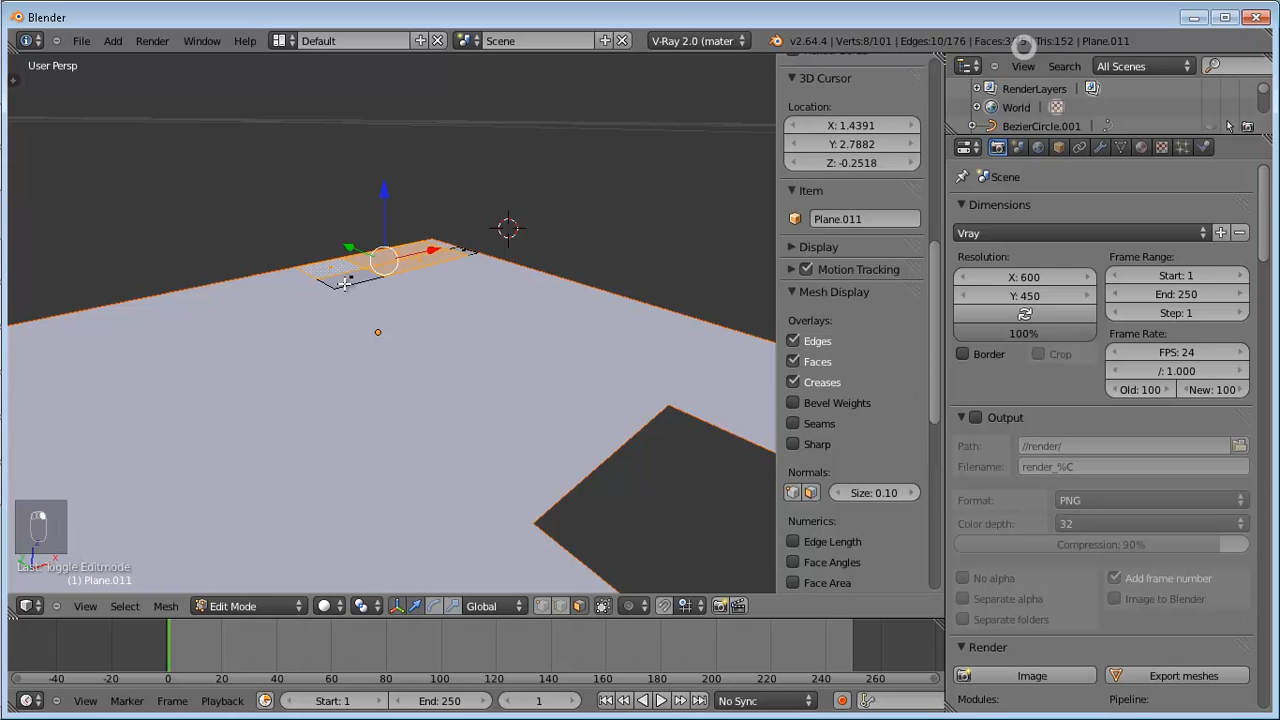 Blender
File Add Render Window Help Default Scene V-Ray 2.0 (mater v2.64.4 | Verts:8/101 | Edges:10/176 | Faces:3/ Tris:152 | Plane.011
User Persp
3D Cursor
Location:
X: 1.4391
Y: 2.7882
Z: -0.2518
Item
Plane.011
Display
Motion Tracking
Mesh Display
Overlays:
Edges
Faces
Creases
Bevel Weights
Seams
Sharp
Normals:
Size: 0.10
Numerics:
Edge Length
Face Angles
Face Area
View Search All Scenes
RenderLayers
World
BezierCircle.001
Scene
Dimensions
Vray
Resolution: Frame Range:
X: 600 Start: 1
Y: 450 End: 250
Step: 1
100% Frame Rate:
Border Crop FPS: 24
/: 1.000
Old: 100 New: 100
Output
Path: //render/
Filename: render_%C
Format: PNG
Color depth: 32
Compression: 90%
No alpha Add frame number
Separate alpha Image to Blender
Separate folders
Render
Image Export meshes
Modules: Pipeline:
Last: Toggle Editmode
(1) Plane.011
View Select Mesh Edit Mode Global
-40 -20 0 20 40 60 80 100 120 140 160 180 200 220 240 260
View Marker Frame Playback Start: 1 End: 250 1 No Sync